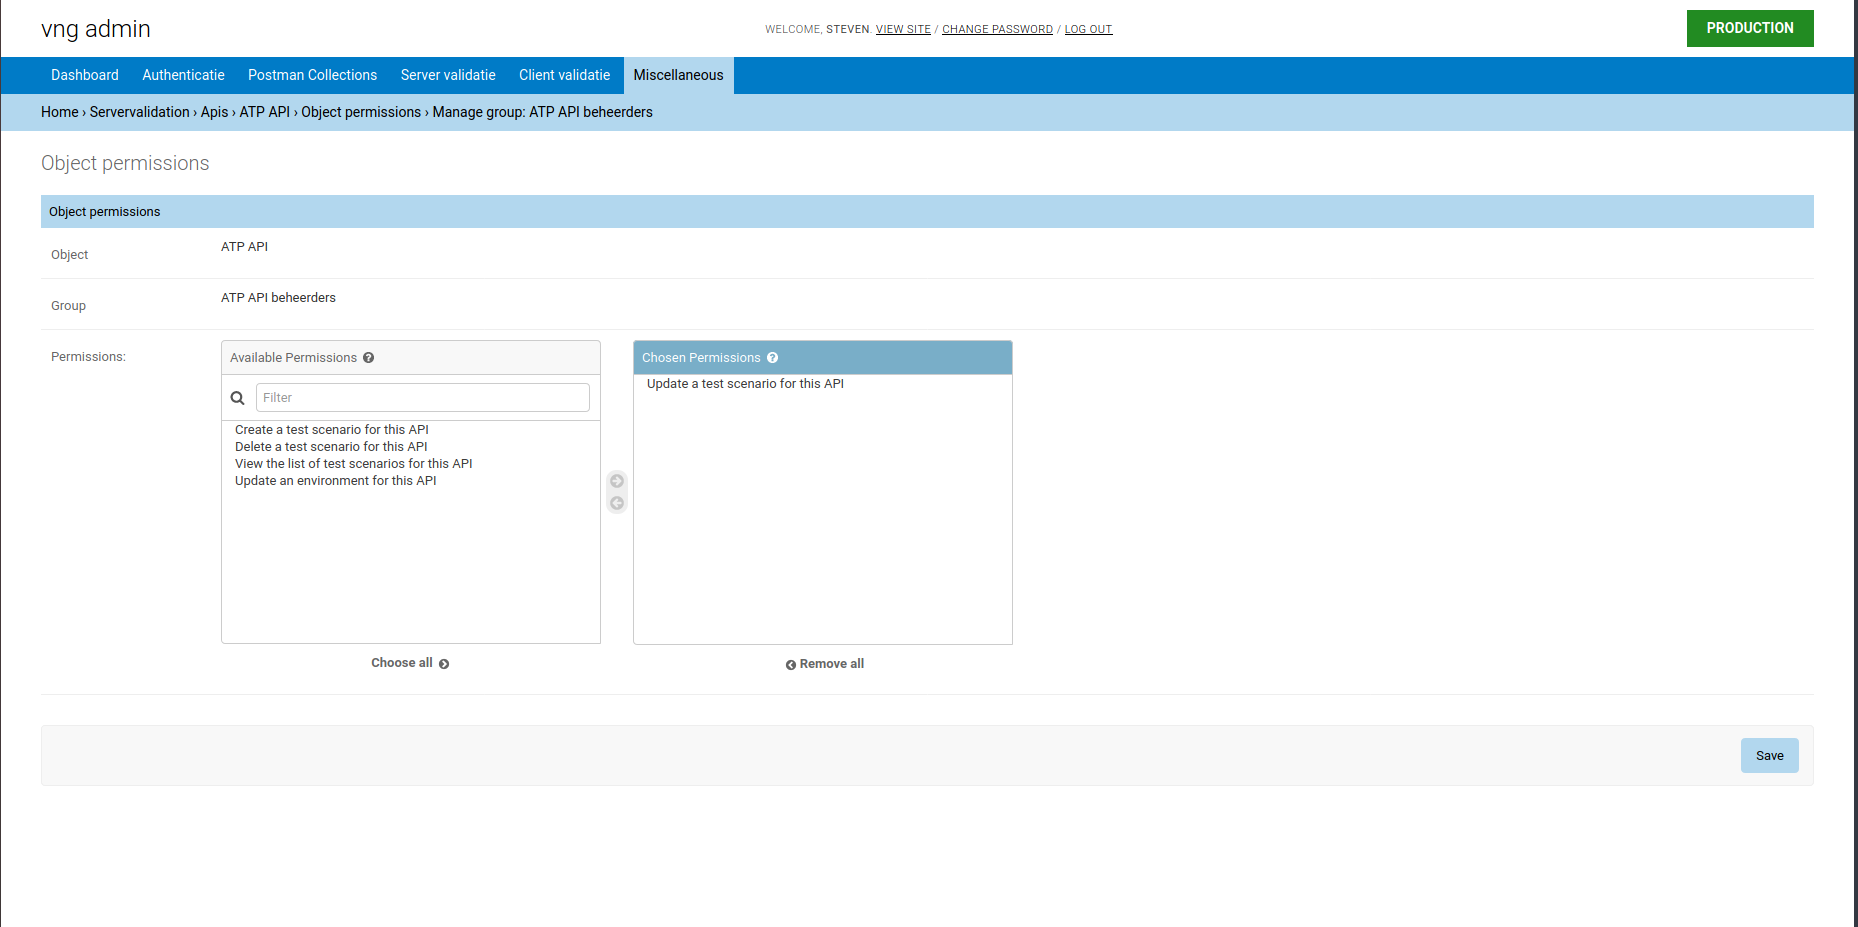 vng admin
WELCOME, STEVEN. VIEW SITE / CHANGE PASSWORD / LOG OUT
PRODUCTION
Dashboard Authenticatie Postman Collections Server validatie Client validatie Miscellaneous
Home › Servervalidation › Apis › ATP API › Object permissions › Manage group: ATP API beheerders
Object permissions
Object permissions
Object
ATP API
Group
ATP API beheerders
Permissions:
Available Permissions ?
Filter
Create a test scenario for this API
Delete a test scenario for this API
View the list of test scenarios for this API
Update an environment for this API
Choose all
Chosen Permissions ?
Update a test scenario for this API
Remove all
Save